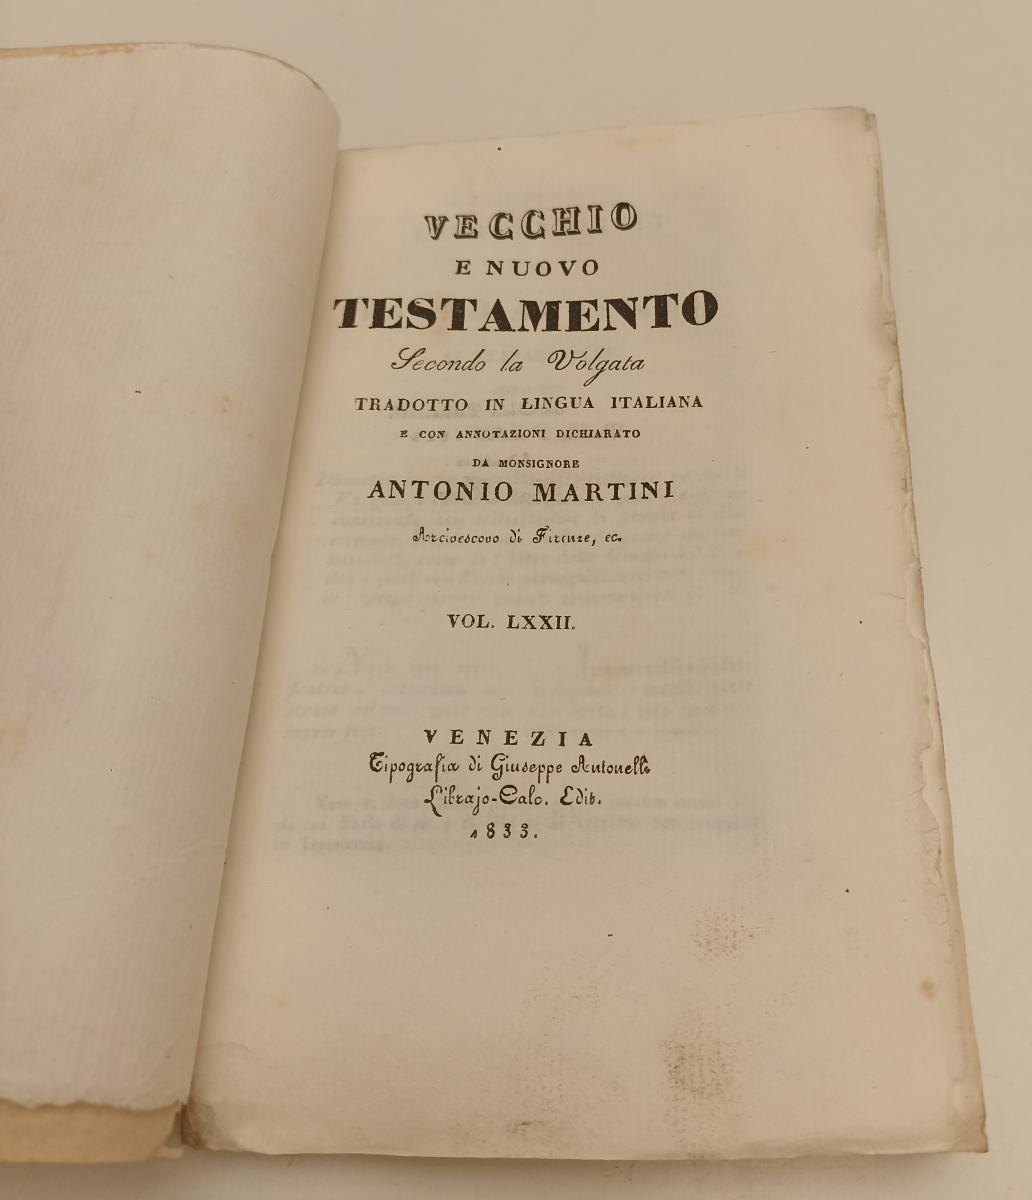 VECCHIO
E NUOVO
TESTAMENTO
Secondo la Volgata
TRADOTTO IN LINGUA ITALIANA
E CON ANNOTAZIONI DICHIARATO
DA MONSIGNORE
ANTONIO MARTINI
Arcivescovo di Firenze, ec.
VOL. LXXII.
VENEZIA
Tipografia di Giuseppe Antonelli
Librajo-Calc. Edit.
1833.